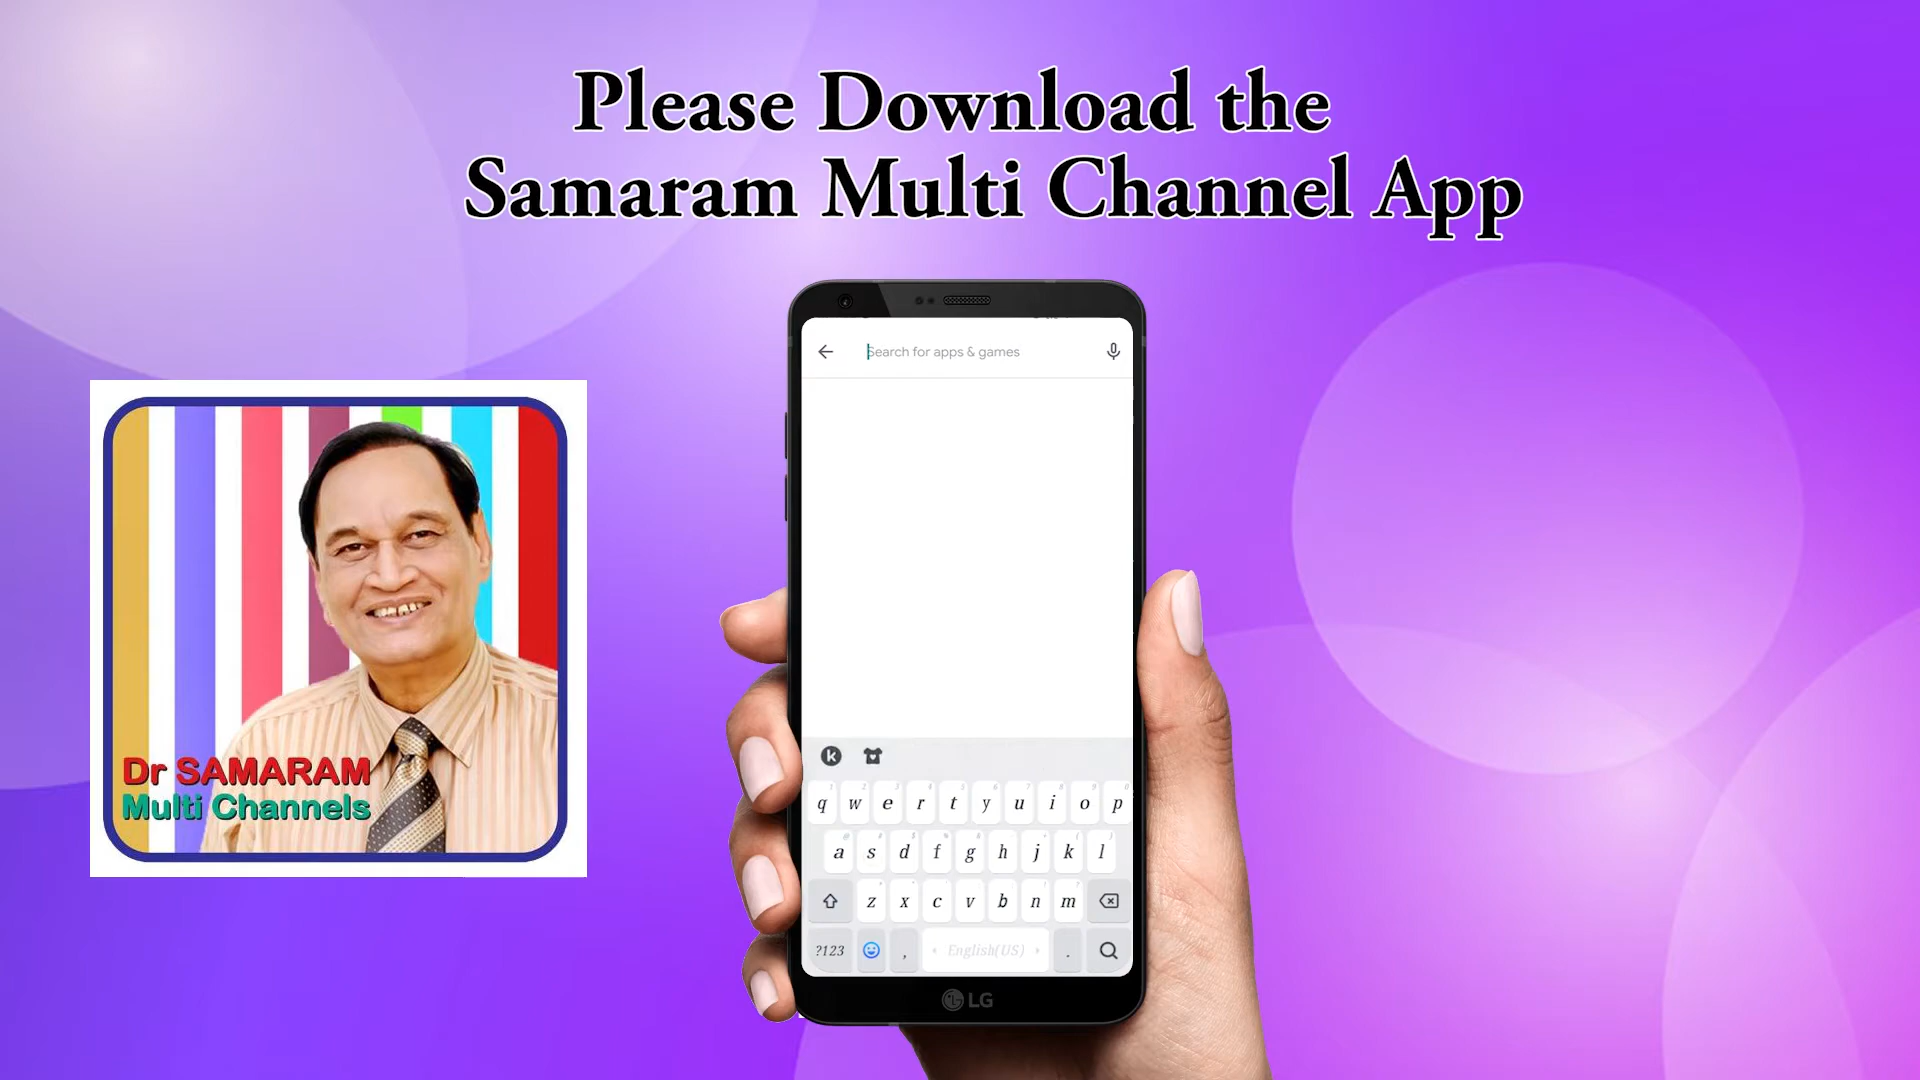 Please Download the
Samaram Multi Channel App
Search for apps & games
Dr SAMARAM
Multi Channels
q w e r t y u i o p
a s d f g h j k l
z x c v b n m
?123 , English(US) .
LG